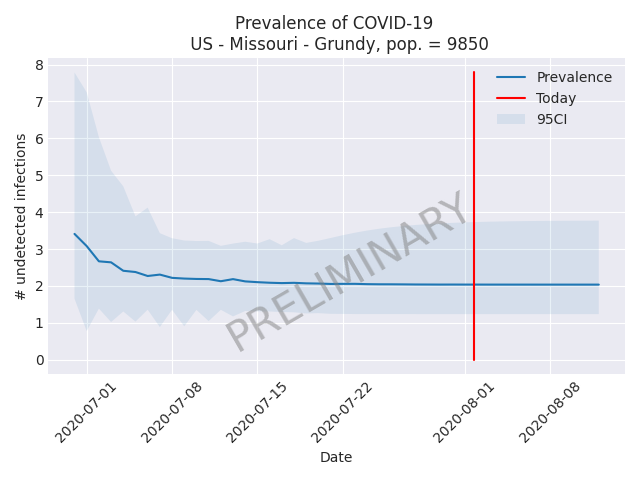 Prevalence of COVID-19
US - Missouri - Grundy, pop. = 9850
8
7
6
5
4
3
2
1
0
# undetected infections
Prevalence
Today
95CI
PRELIMINARY
2020-07-01
2020-07-08
2020-07-15
2020-07-22
2020-08-01
2020-08-08
Date